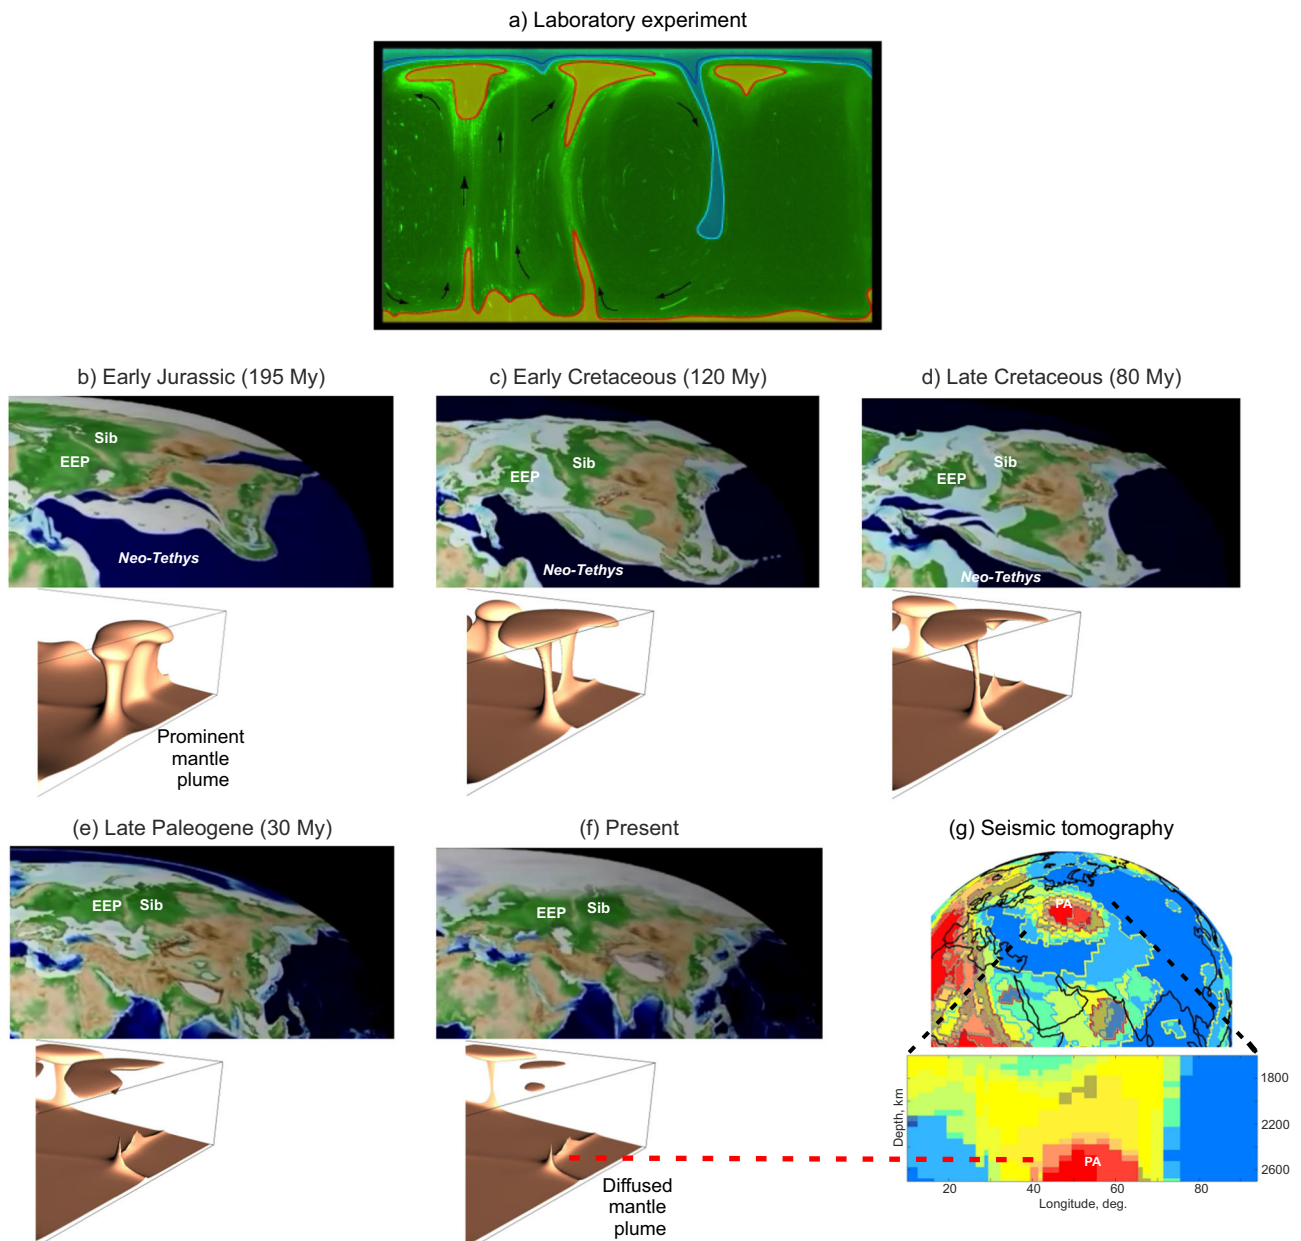 a) Laboratory experiment
b) Early Jurassic (195 My)
c) Early Cretaceous (120 My)
d) Late Cretaceous (80 My)
Sib
EEP
Neo-Tethys
Sib
EEP
Neo-Tethys
Sib
EEP
Neo-Tethys
Prominent
mantle
plume
(e) Late Paleogene (30 My)
(f) Present
(g) Seismic tomography
EEP Sib
EEP Sib
PA
Diffused
mantle
plume
Depth, km
1800
2200
2600
PA
20 40 60 80
Longitude, deg.